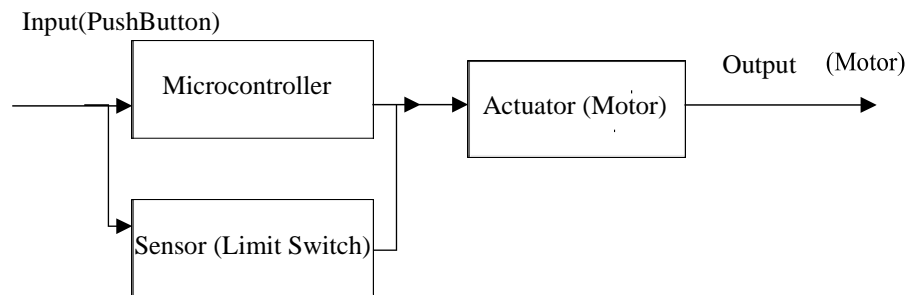 Input(PushButton)
Microcontroller
Actuator (Motor)
Output (Motor)
Sensor (Limit Switch)